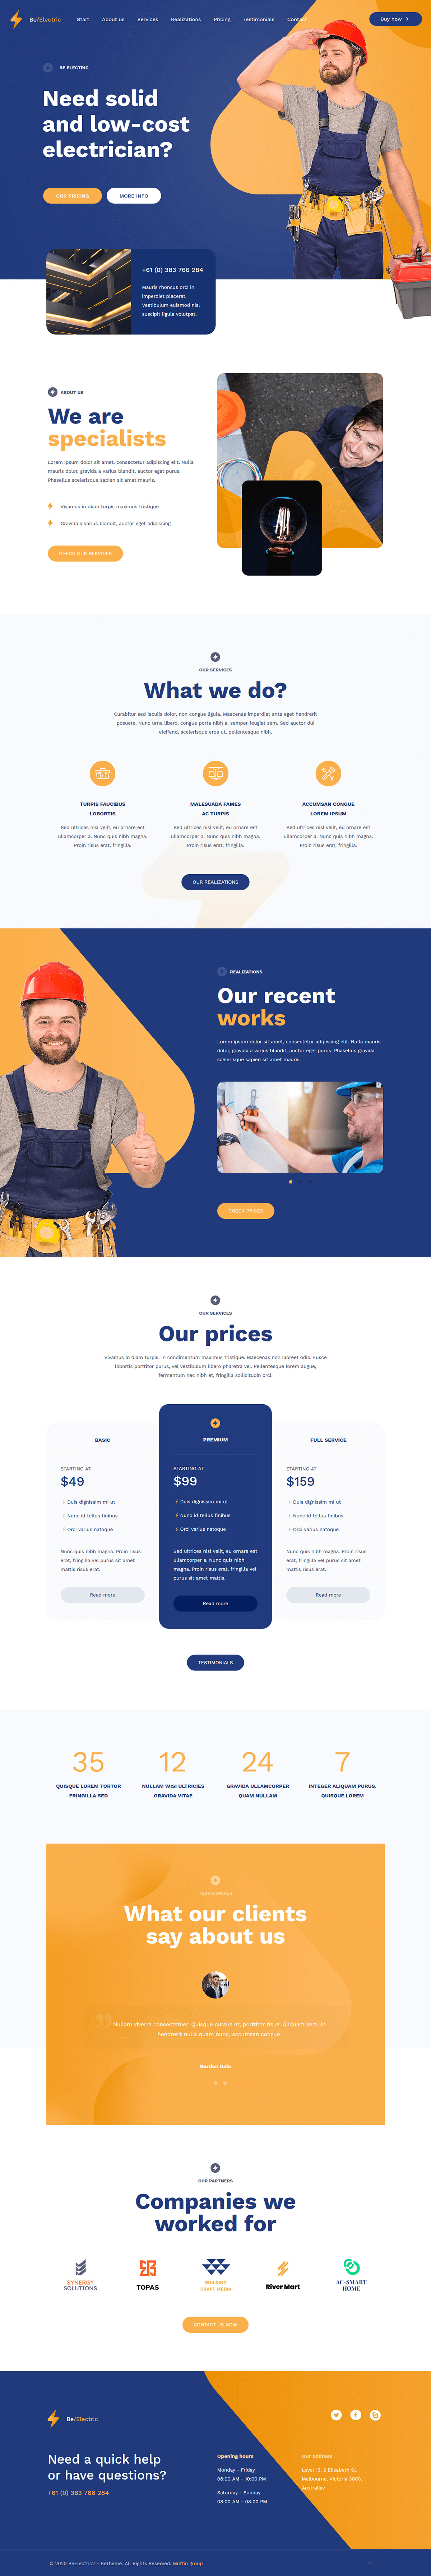 Be/Electric
Start
About us
Services
Realizations
Pricing
Testimonials
Contact
Buy now
BE ELECTRIC
Need solid
and low-cost
electrician?
OUR PRICING
MORE INFO
+61 (0) 383 766 284
Mauris rhoncus orci in
imperdiet placerat.
Vestibulum euismod nisl
suscipit ligula volutpat.
ABOUT US
We are
specialists
Lorem ipsum dolor sit amet, consectetur adipiscing elit. Nulla
mauris dolor, gravida a varius blandit, auctor eget purus.
Phasellus scelerisque sapien sit amet mauris.
Vivamus in diam turpis maximus tristique
Gravida a varius blandit, auctor eget adipiscing
CHECK OUR SERVICES
OUR SERVICES
What we do?
Curabitur sed iaculis dolor, non congue ligula. Maecenas imperdiet ante eget hendrerit
posuere. Nunc urna libero, congue porta nibh a, semper feugiat sem. Sed auctor dui
eleifend, scelerisque eros ut, pellentesque nibh.
TURPIS FAUCIBUS
LOBORTIS
Sed ultrices nisl velit, eu ornare est
ullamcorper a. Nunc quis nibh magna.
Proin risus erat, fringilla.
MALESUADA FAMES
AC TURPIS
Sed ultrices nisl velit, eu ornare est
ullamcorper a. Nunc quis nibh magna.
Proin risus erat, fringilla.
ACCUMSAN CONGUE
LOREM IPSUM
Sed ultrices nisl velit, eu ornare est
ullamcorper a. Nunc quis nibh magna.
Proin risus erat, fringilla.
OUR REALIZATIONS
REALIZATIONS
Our recent
works
Lorem ipsum dolor sit amet, consectetur adipiscing elit. Nulla mauris
dolor, gravida a varius blandit, auctor eget purus. Phasellus gravida
scelerisque sapien sit amet mauris.
CHECK PRICES
OUR SERVICES
Our prices
Vivamus in diam turpis. In condimentum maximus tristique. Maecenas non laoreet odio. Fusce
lobortis porttitor purus, vel vestibulum libero pharetra vel. Pellentesque lorem augue,
fermentum nec nibh et, fringilla sollicitudin orci.
BASIC
STARTING AT
$49
Duis dignissim mi ut
Nunc id tellus finibus
Orci varius natoque
Nunc quis nibh magna. Proin risus
erat, fringilla vel purus sit amet
mattis risus erat.
Read more
PREMIUM
STARTING AT
$99
Duis dignissim mi ut
Nunc id tellus finibus
Orci varius natoque
Sed ultrices nisl velit, eu ornare est
ullamcorper a. Nunc quis nibh
magna. Proin risus erat, fringilla vel
purus sit amet mattis.
Read more
FULL SERVICE
STARTING AT
$159
Duis dignissim mi ut
Nunc id tellus finibus
Orci varius natoque
Nunc quis nibh magna. Proin risus
erat, fringilla vel purus sit amet
mattis risus erat.
Read more
TESTIMONIALS
35
QUISQUE LOREM TORTOR
FRINGILLA SED
12
NULLAM WISI ULTRICIES
GRAVIDA VITAE
24
GRAVIDA ULLAMCORPER
QUAM NULLAM
7
INTEGER ALIQUAM PURUS.
QUISQUE LOREM
TESTIMONIALS
What our clients
say about us
Nullam viverra consectetuer. Quisque cursus et, porttitor risus. Aliquam sem. In
hendrerit nulla quam nunc, accumsan congue.
Gordon Dale
OUR PARTNERS
Companies we
worked for
SYNERGY
SOLUTIONS
TOPAS
BUILDING
CRAFT MEDIA
River Mart
AC-SMART
HOME
CONTACT US NOW
Be/Electric
Need a quick help
or have questions?
+61 (0) 383 766 284
Opening hours
Monday - Friday
08:00 AM - 10:00 PM
Saturday - Sunday
09:00 AM - 08:00 PM
Our address
Level 13, 2 Elizabeth St,
Melbourne, Victoria 3000,
Australiav
© 2020 BeElectric2 - BeTheme. All Rights Reserved. Muffin group